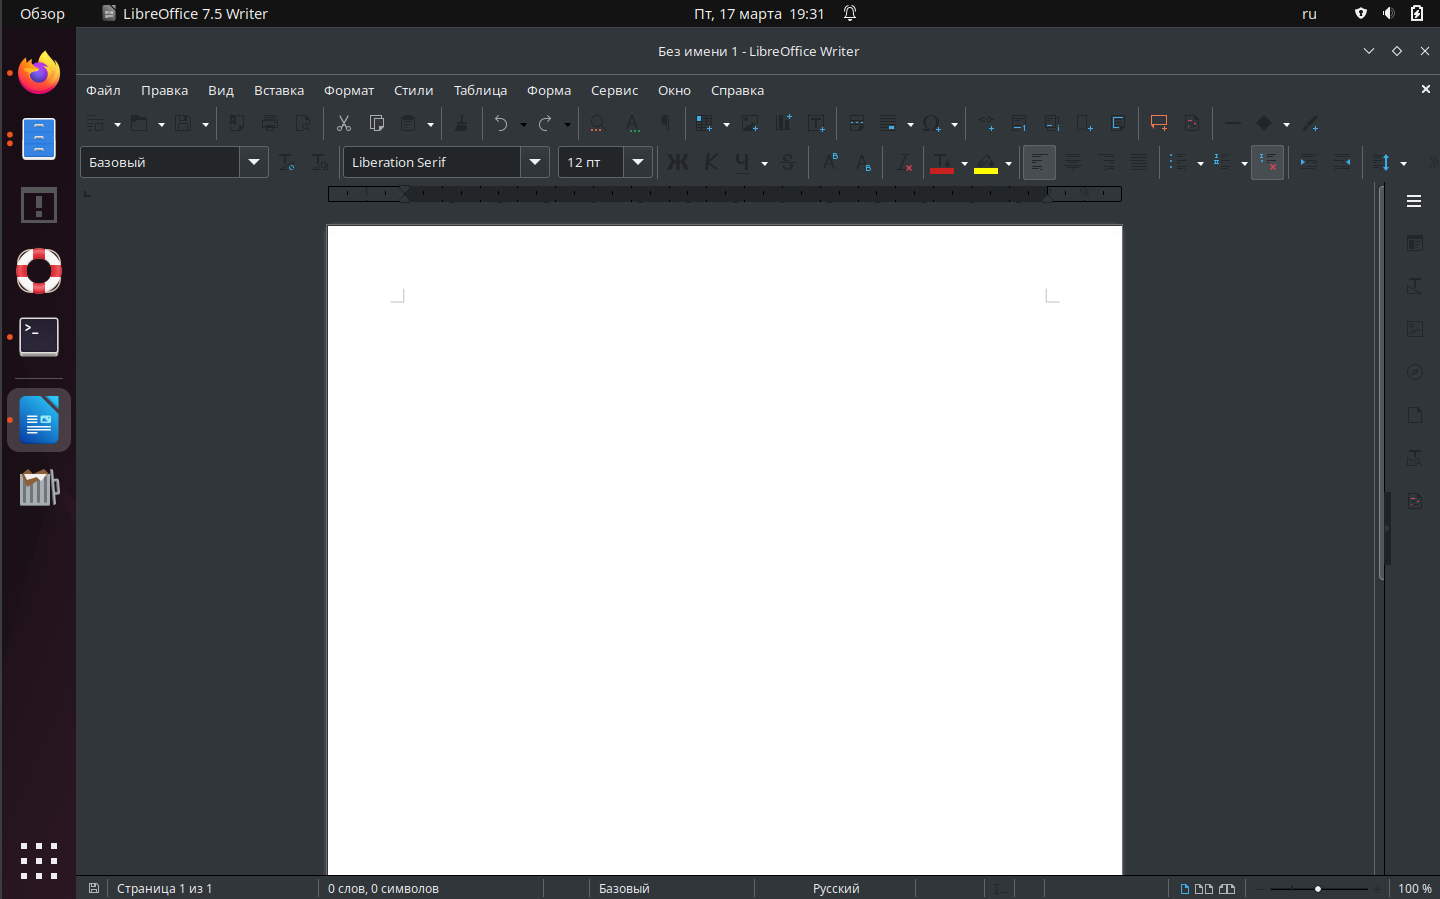 Обзор
LibreOffice 7.5 Writer
Пт, 17 марта 19:31
ru
Без имени 1 - LibreOffice Writer
Файл Правка Вид Вставка Формат Стили Таблица Форма Сервис Окно Справка
Базовый
Liberation Serif
12 пт
Страница 1 из 1
0 слов, 0 символов
Базовый
Русский
100 %